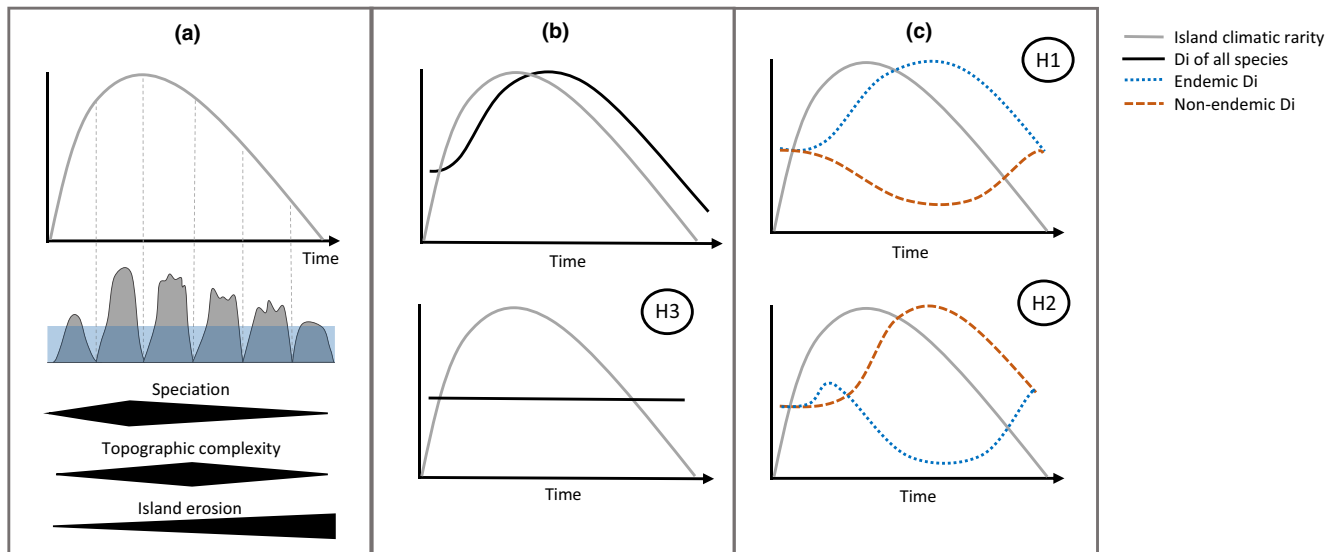 (a)
Time
Speciation
Topographic complexity
Island erosion
(b)
Time
H3
Time
(c)
H1
Time
H2
Time
Island climatic rarity
Di of all species
Endemic Di
Non-endemic Di